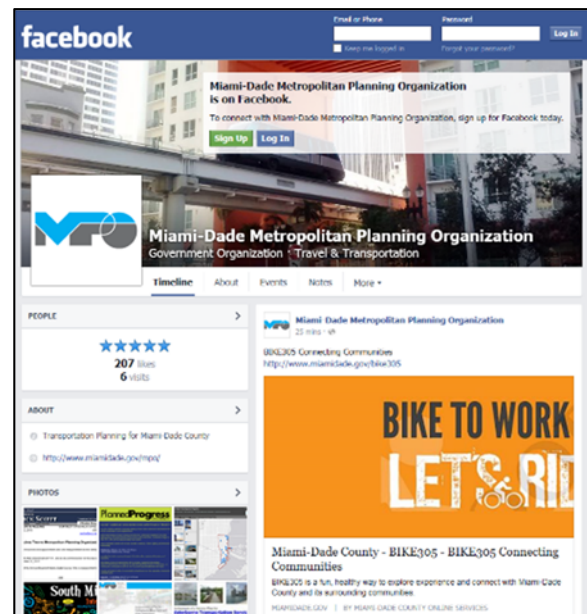 facebook
Email or Phone
Password
Log In
Keep me logged in
Forgot your password?
Miami-Dade Metropolitan Planning Organization
is on Facebook.
To connect with Miami-Dade Metropolitan Planning Organization, sign up for Facebook today.
Sign Up
Log In
MPO
Miami-Dade Metropolitan Planning Organization
Government Organization · Travel & Transportation
Timeline
About
Events
Notes
More
PEOPLE
207 likes
6 visits
ABOUT
Transportation Planning for Miami-Dade County
http://www.miamidade.gov/mpo/
PHOTOS
PlannedProgress
South Mi
MPO
Miami-Dade Metropolitan Planning Organization
25 mins
BIKE305 Connecting Communities
http://www.miamidade.gov/bike305
BIKE TO WORK
LET'S RID
Miami-Dade County - BIKE305 - BIKE305 Connecting
Communities
BIKE305 is a fun, healthy way to explore experience and connect with Miami-Dade
County and its surrounding communities.
MIAMIDADE.GOV | BY MIAMI-DADE COUNTY ONLINE SERVICES